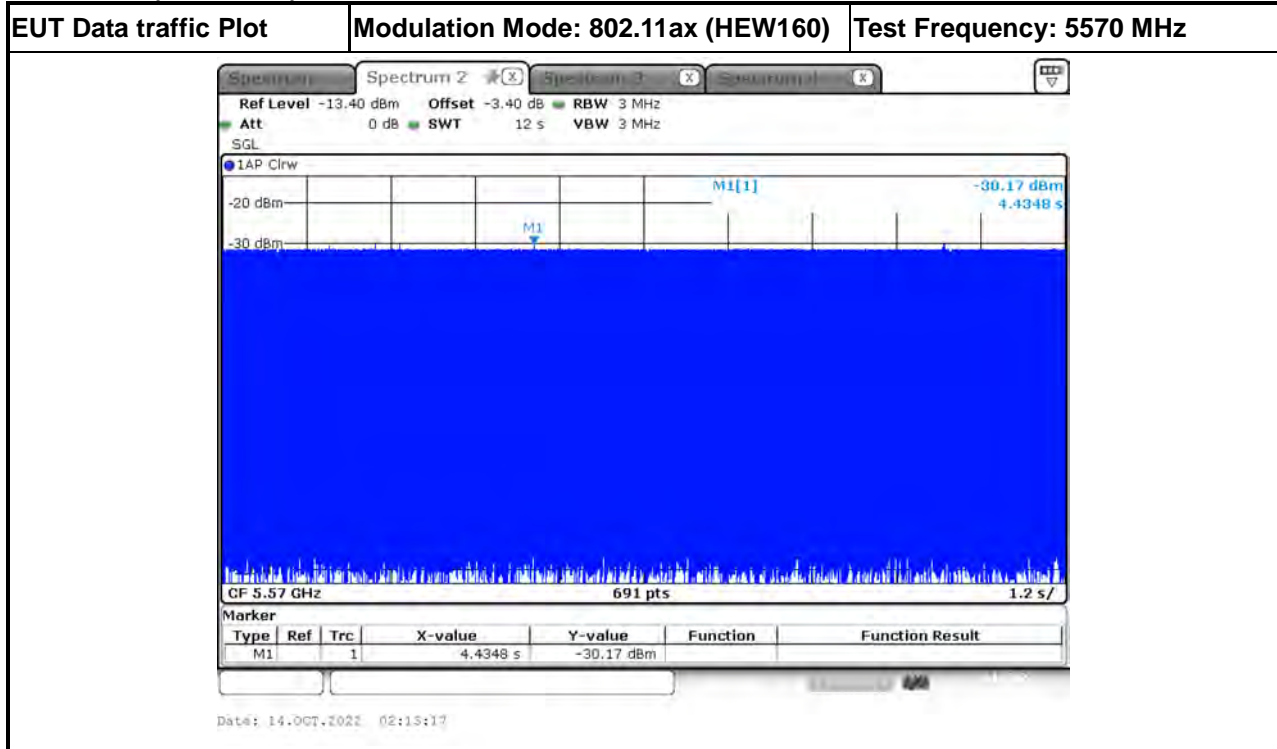 EUT Data traffic Plot Modulation Mode: 802.11ax (HEW160) Test Frequency: 5570 MHz
Spectrum Spectrum 2 X Spectrum 3 X X
Ref Level -13.40 dBm Offset -3.40 dB RBW 3 MHz
Att 0 dB SWT 12 s VBW 3 MHz
SGL
1AP Clrw
M1[1] -30.17 dBm
-20 dBm 4.4348 s
M1
-30 dBm
CF 5.57 GHz 691 pts 1.2 s/
Marker
Type Ref Trc X-value Y-value Function Function Result
M1 1 4.4348 s -30.17 dBm
Date: 14.OCT.2022 02:15:17